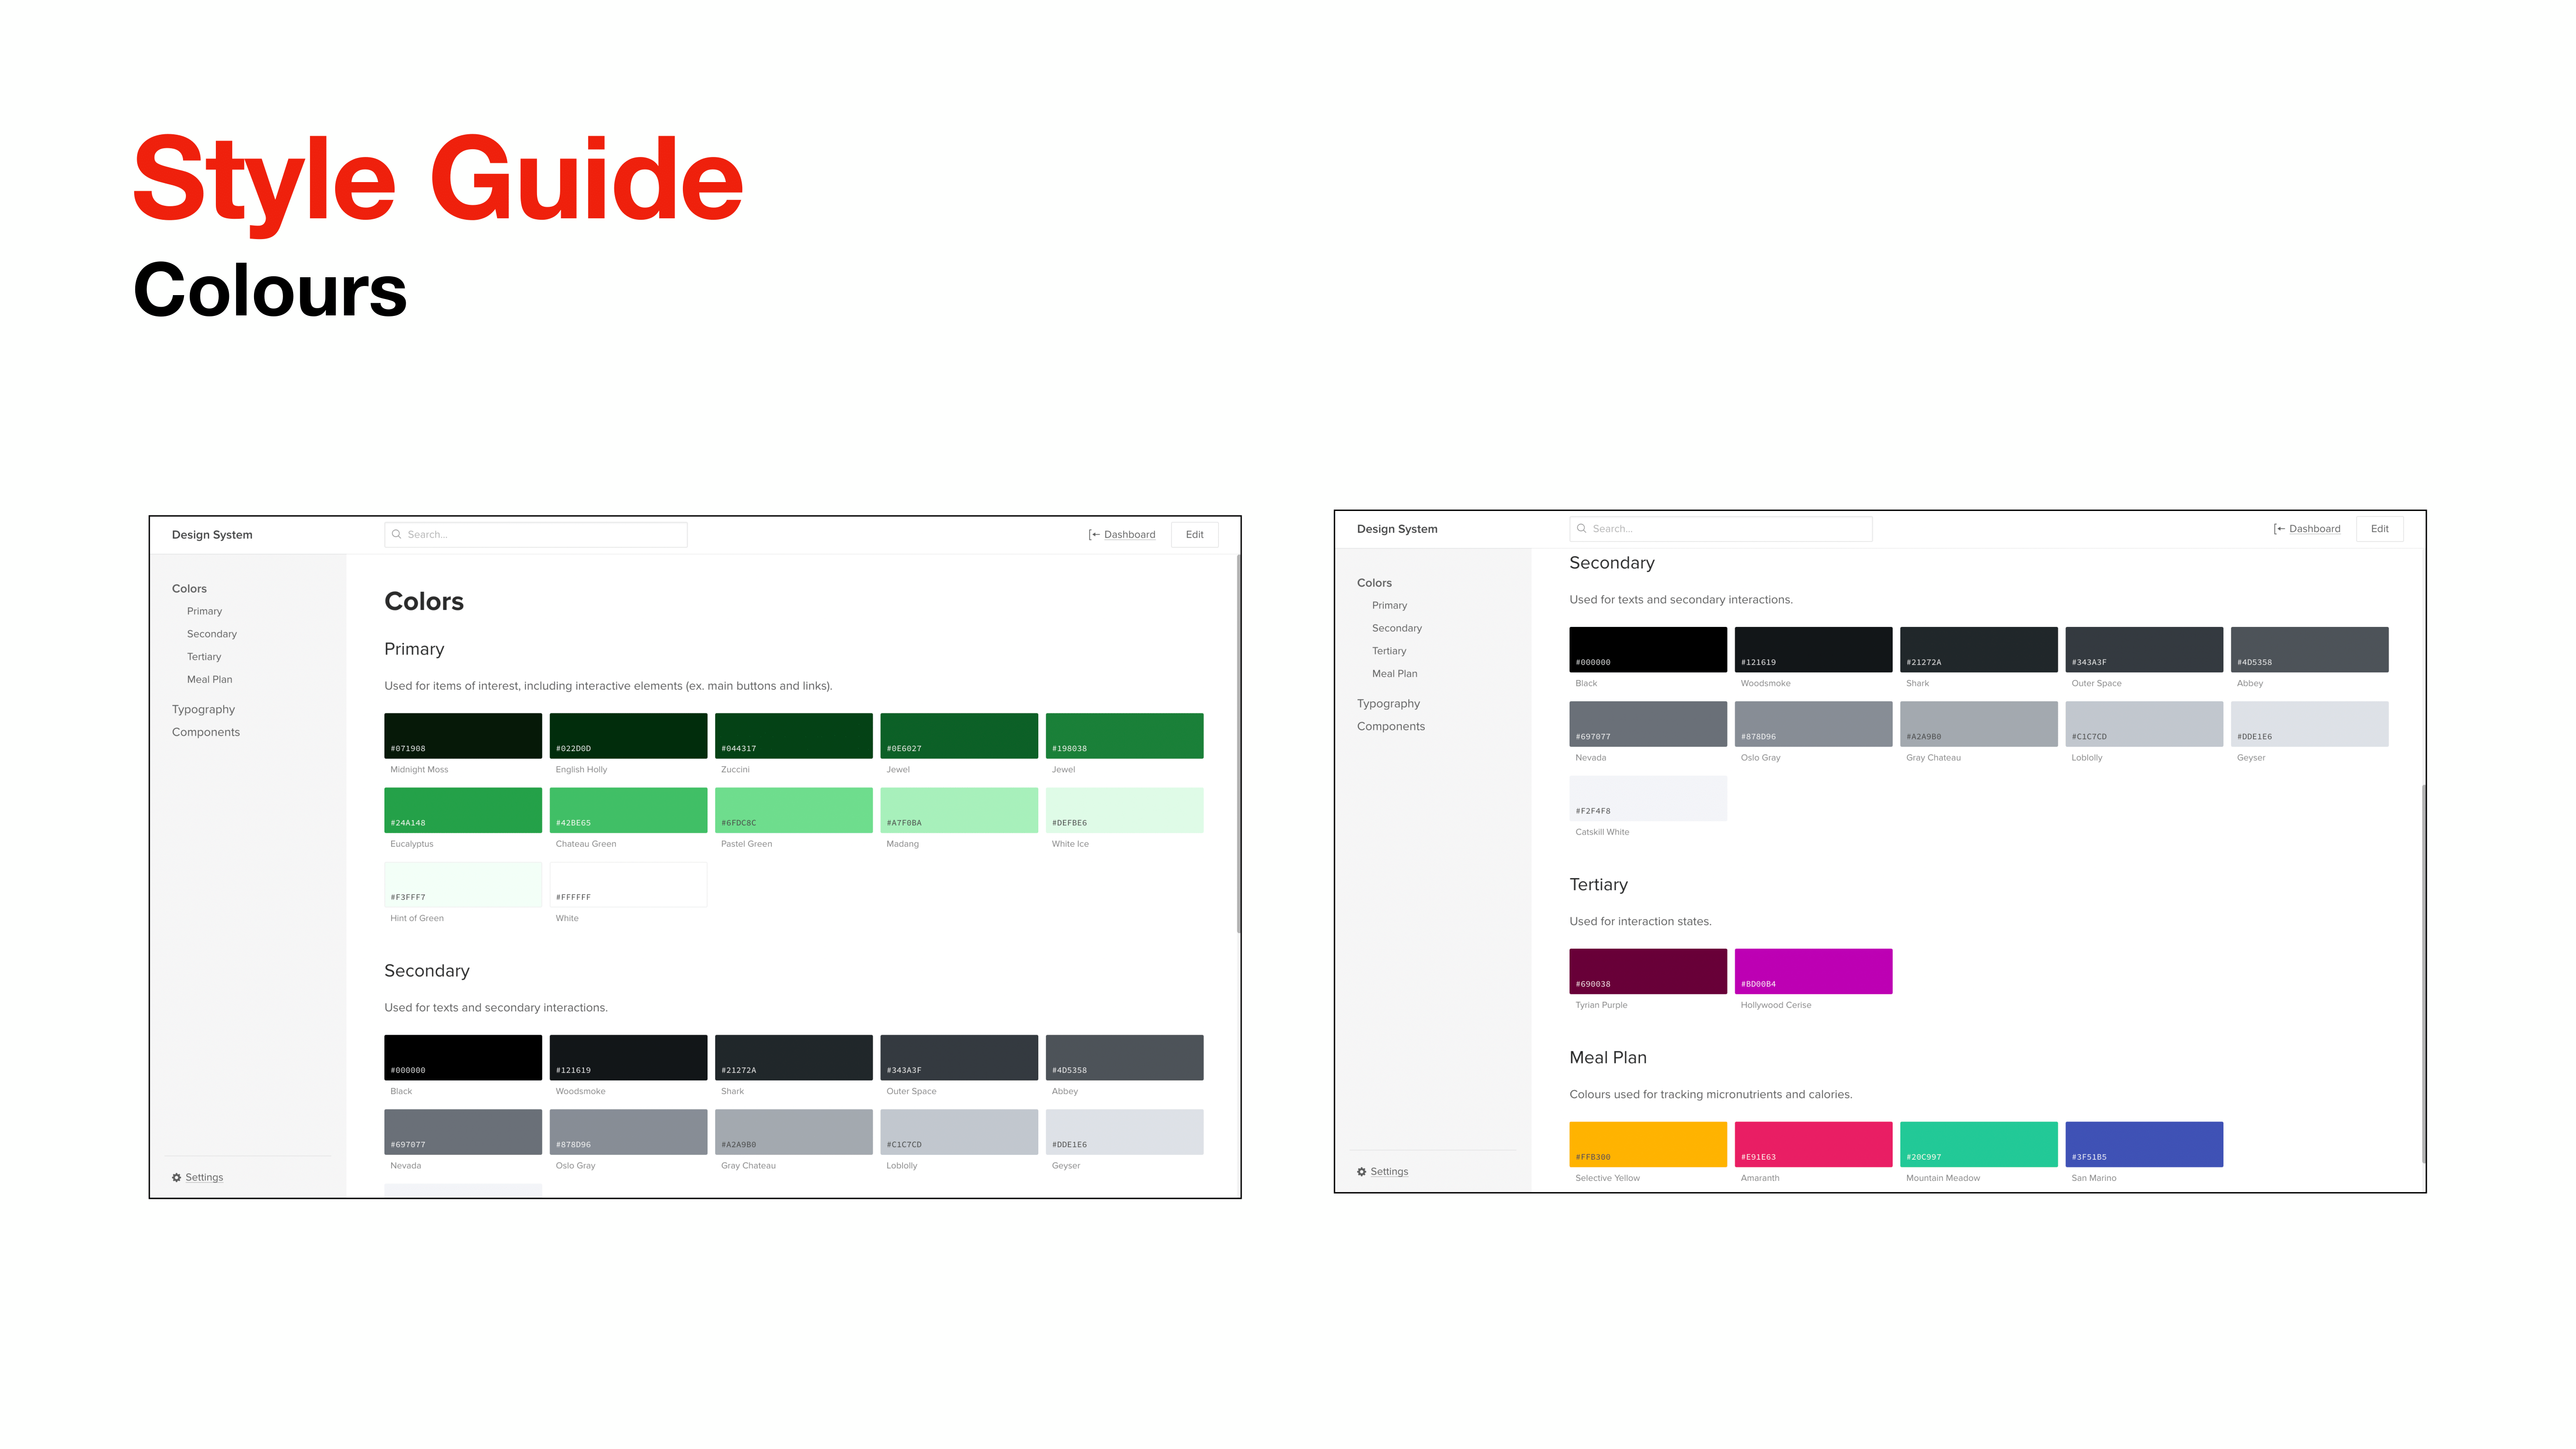 Style Guide
Colours
Design System
Search...
Dashboard
Edit
Colors
Primary
Secondary
Tertiary
Meal Plan
Typography
Components
Settings
Colors
Primary
Used for items of interest, including interactive elements (ex. main buttons and links).
#071908 #022D0D #044317 #0E6027 #198038
Midnight Moss English Holly Zuccini Jewel Jewel
#24A148 #42BE65 #6FDC8C #A7F0BA #DEFBE6
Eucalyptus Chateau Green Pastel Green Madang White Ice
#F3FFF7 #FFFFFF
Hint of Green White
Secondary
Used for texts and secondary interactions.
#000000 #121619 #21272A #343A3F #4D5358
Black Woodsmoke Shark Outer Space Abbey
#697077 #878D96 #A2A9B0 #C1C7CD #DDE1E6
Nevada Oslo Gray Gray Chateau Loblolly Geyser
Design System
Search...
Dashboard
Edit
Colors
Primary
Secondary
Tertiary
Meal Plan
Typography
Components
Settings
Secondary
Used for texts and secondary interactions.
#000000 #121619 #21272A #343A3F #4D5358
Black Woodsmoke Shark Outer Space Abbey
#697077 #878D96 #A2A9B0 #C1C7CD #DDE1E6
Nevada Oslo Gray Gray Chateau Loblolly Geyser
#F2F4F8
Catskill White
Tertiary
Used for interaction states.
#690038 #BD00B4
Tyrian Purple Hollywood Cerise
Meal Plan
Colours used for tracking micronutrients and calories.
#FFB300 #E91E63 #20C997 #3F51B5
Selective Yellow Amaranth Mountain Meadow San Marino